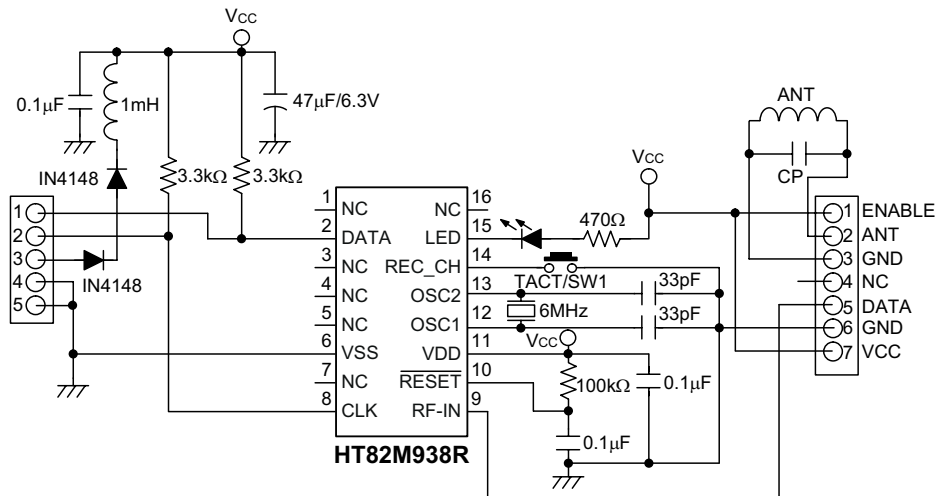 VCC
0.1µF
1mH
47µF/6.3V
ANT
IN4148
3.3kΩ
3.3kΩ
VCC
CP
1
2
3
4
5
IN4148
1 NC
2 DATA
3 NC
4 NC
5 NC
6 VSS
7 NC
8 CLK
16 NC
15 LED
14 REC_CH
13 OSC2
12 OSC1
11 VDD
10 RESET
9 RF-IN
HT82M938R
470Ω
TACT/SW1
33pF
6MHz
33pF
VCC
100kΩ
0.1µF
0.1µF
1 ENABLE
2 ANT
3 GND
4 NC
5 DATA
6 GND
7 VCC